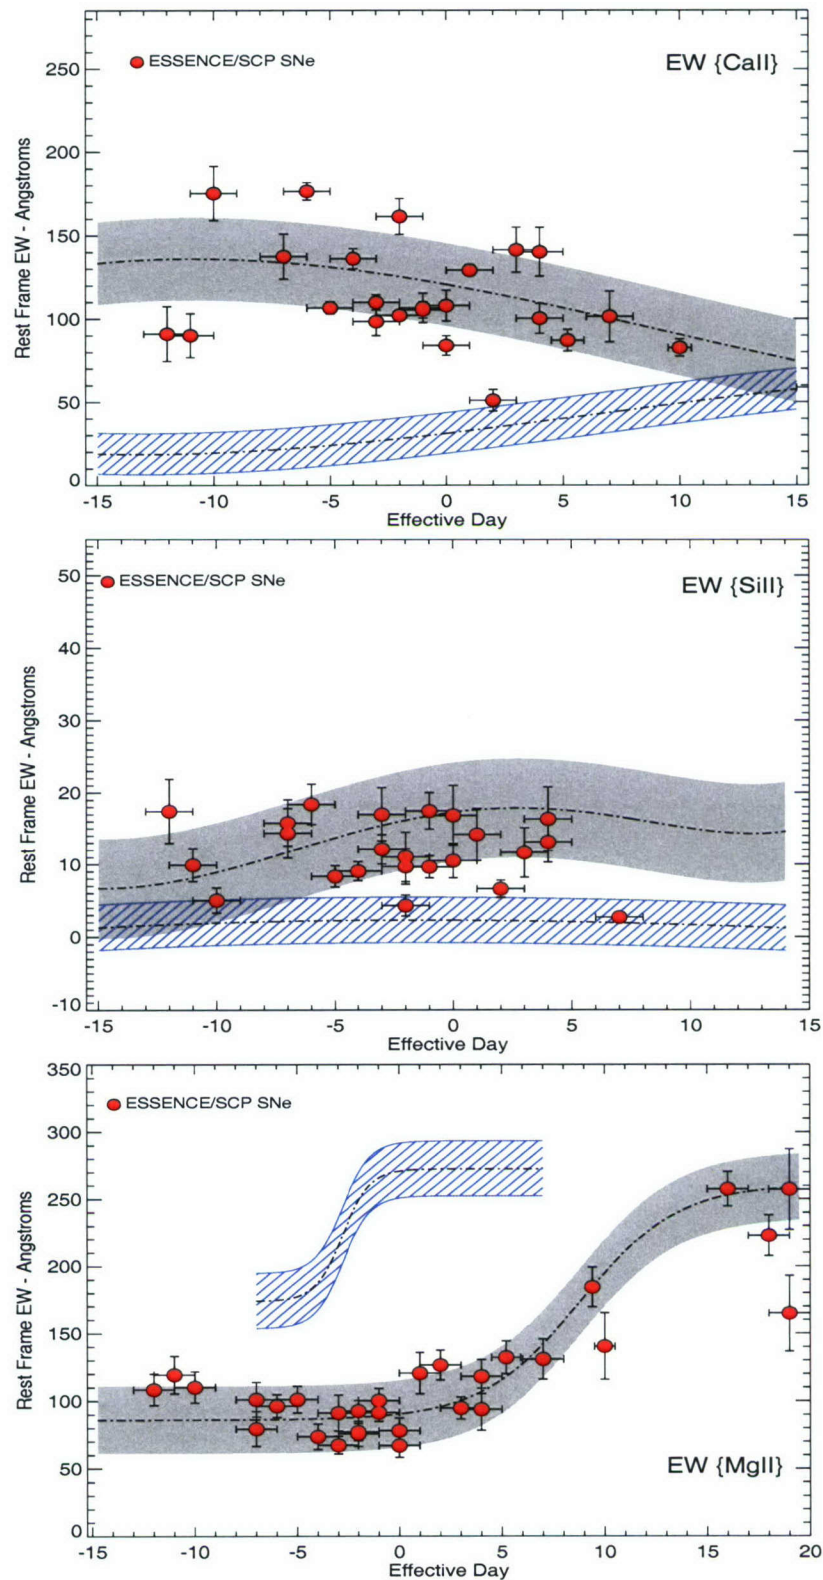 ESSENCE/SCP SNe
EW {CaII}
250
200
150
100
50
0
Rest Frame EW - Angstroms
-15 -10 -5 0 5 10 15
Effective Day
ESSENCE/SCP SNe
EW {SiII}
50
40
30
20
10
0
-10
Rest Frame EW - Angstroms
-15 -10 -5 0 5 10 15
Effective Day
350
ESSENCE/SCP SNe
300
250
200
150
100
50
0
Rest Frame EW - Angstroms
EW {MgII}
-15 -10 -5 0 5 10 15 20
Effective Day